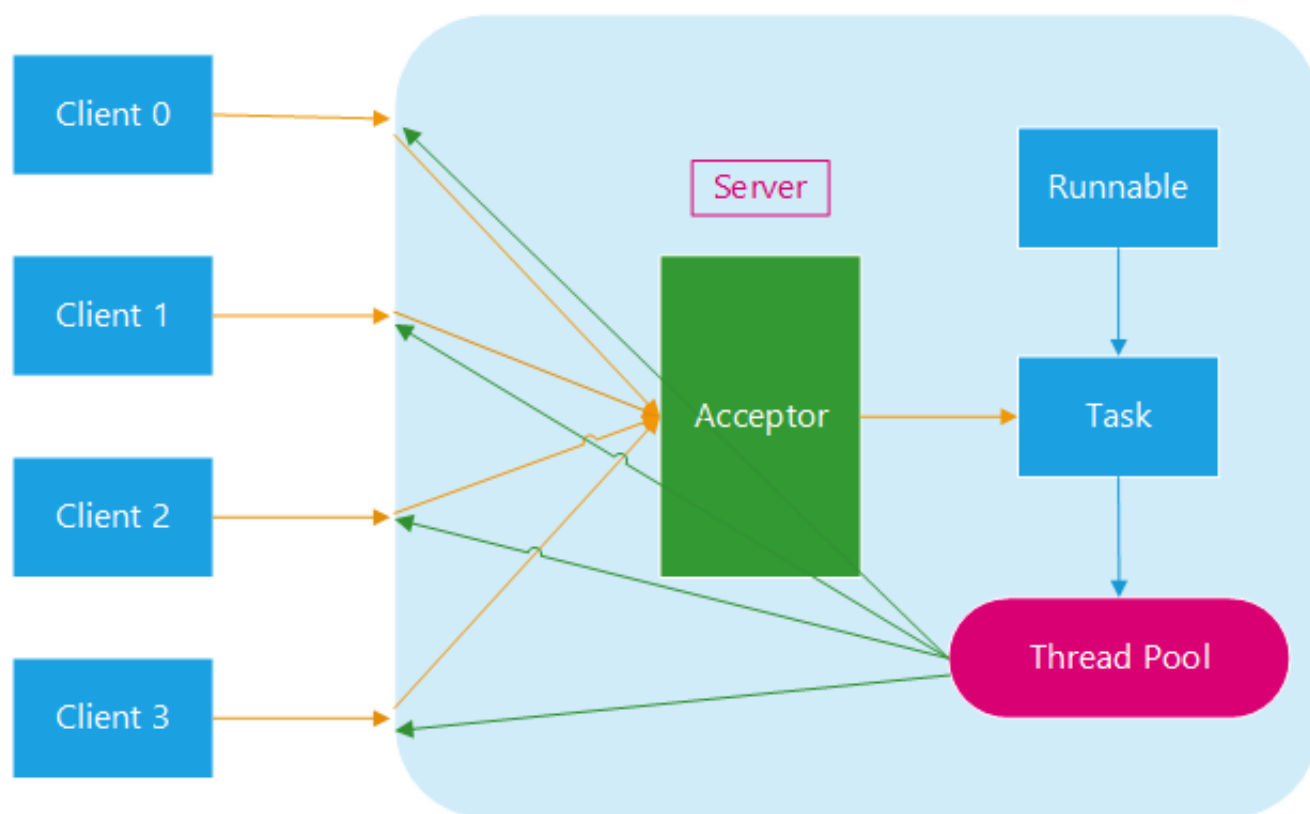 Client 0
Server
Runnable
Client 1
Acceptor
Task
Client 2
Thread Pool
Client 3